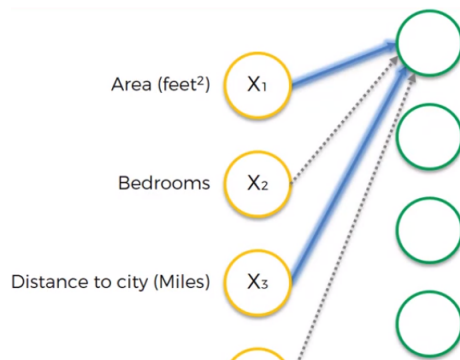 Area (feet²) X₁
Bedrooms X₂
Distance to city (Miles) X₃